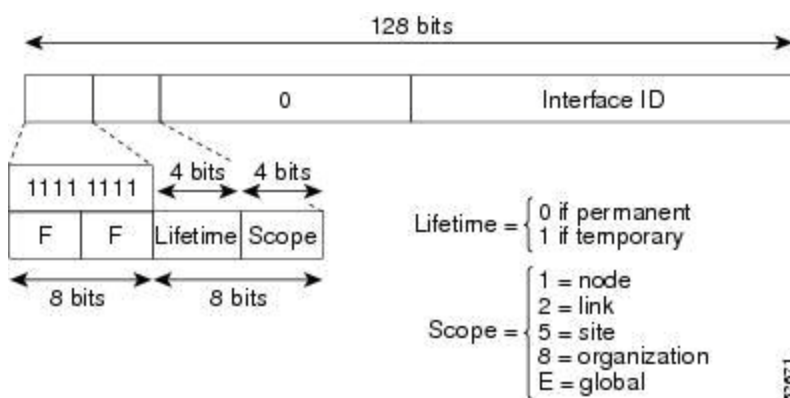 128 bits
0 Interface ID
4 bits 4 bits
1111 1111
F F Lifetime Scope
8 bits 8 bits
Lifetime = { 0 if permanent
1 if temporary
Scope = { 1 = node
2 = link
5 = site
8 = organization
E = global